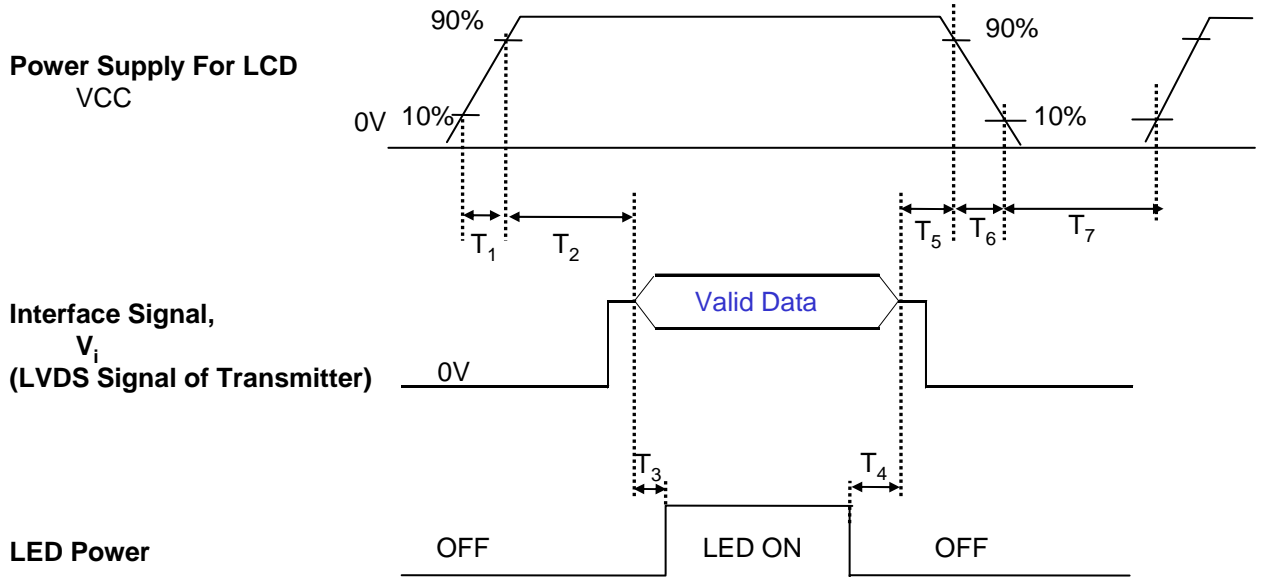 90%
90%
Power Supply For LCD
VCC
0V 10%
10%
T1
T2
T5
T6
T7
Valid Data
Interface Signal,
Vi
(LVDS Signal of Transmitter)
0V
T3
T4
LED Power
OFF
LED ON
OFF